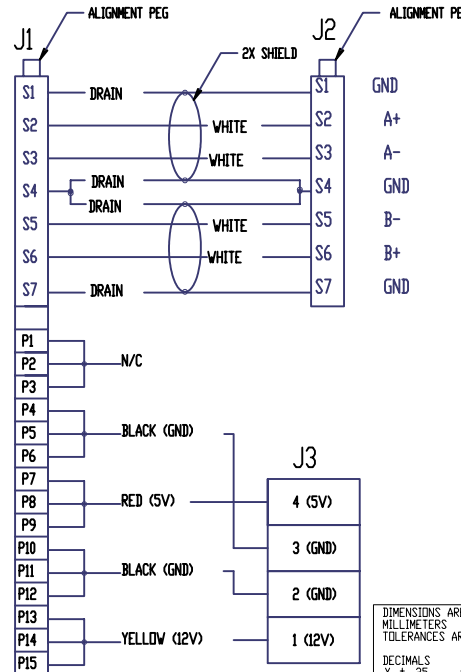 ALIGNMENT PEG
ALIGNMENT PE
J1
J2
2X SHIELD
S1 DRAIN S1 GND
S2 WHITE S2 A+
S3 WHITE S3 A-
DRAIN
S4 S4 GND
DRAIN
S5 WHITE S5 B-
S6 WHITE S6 B+
S7 DRAIN S7 GND
P1
P2 N/C
P3
P4
P5 BLACK (GND)
P6
P7
P8 RED (5V)
P9
P10
P11 BLACK (GND)
P12
P13
P14 YELLOW (12V)
P15
J3
4 (5V)
3 (GND)
2 (GND)
1 (12V)
DIMENSIONS ARE
MILLIMETERS
TOLERANCES AR
DECIMALS